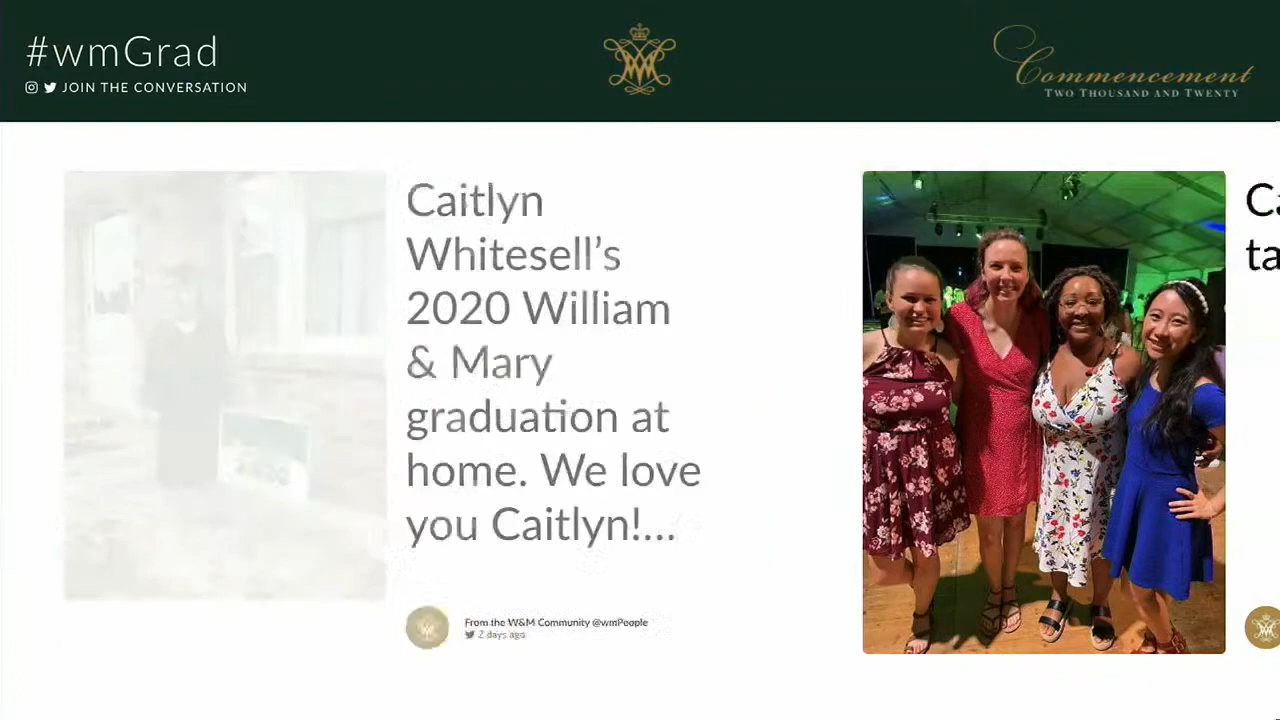 #wmGrad
JOIN THE CONVERSATION
Commencement
TWO THOUSAND AND TWENTY
Caitlyn
Whitesell’s
2020 William
& Mary
graduation at
home. We love
you Caitlyn!...
From the W&M Community @wmPeople
2 days ago
Ca
ta